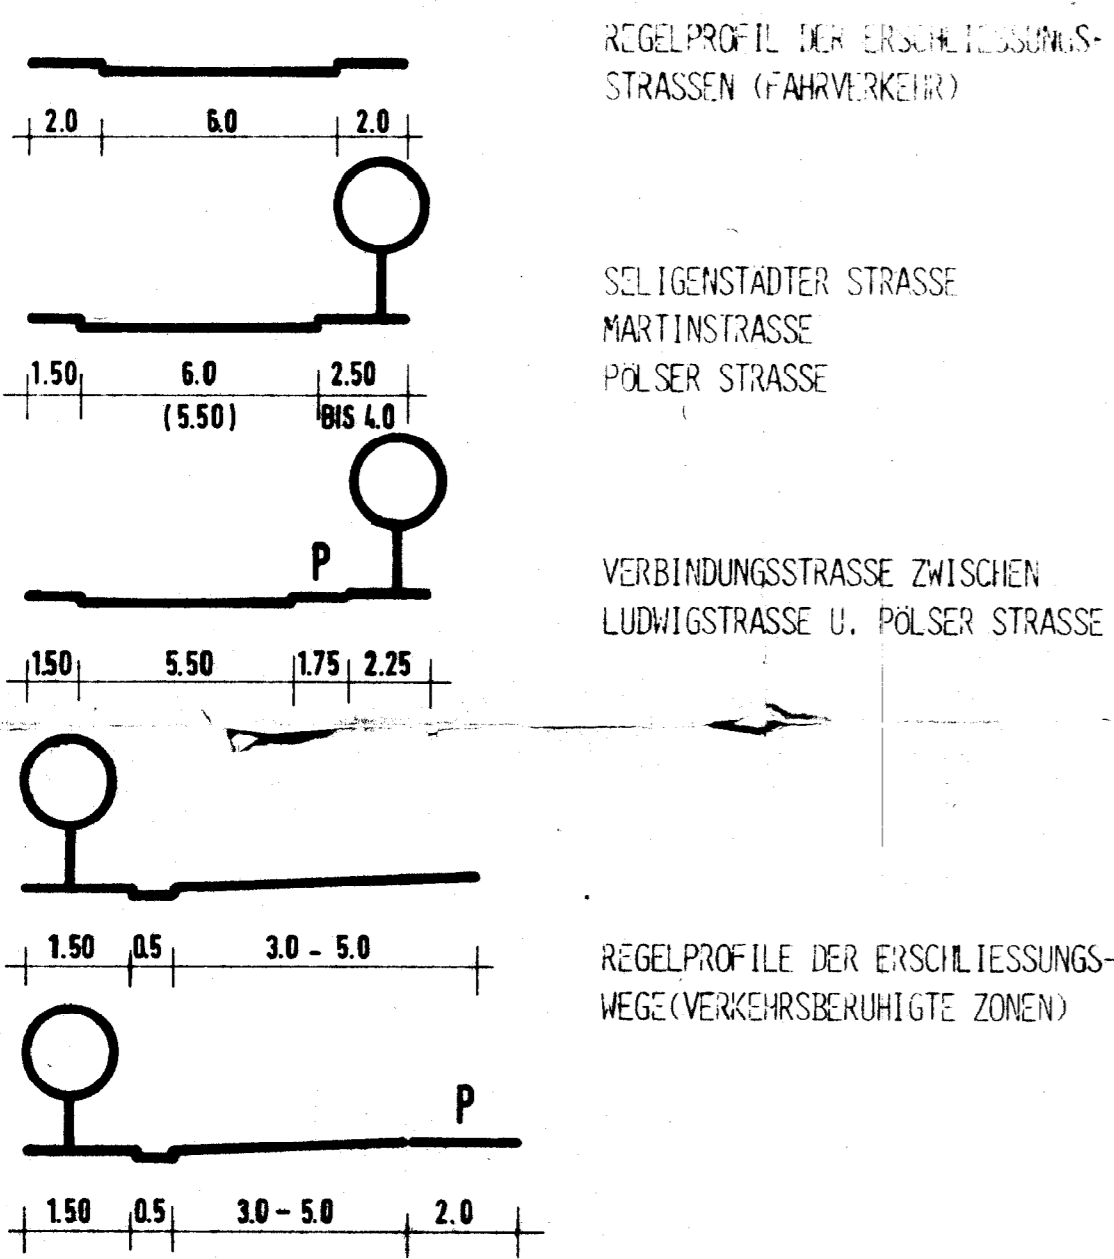 REGELPROFIL DER ERSCHLIESSUNGS-
STRASSEN (FAHRVERKEHR)
2.0 6.0 2.0
SELIGENSTÄDTER STRASSE
MARTINSTRASSE
PÖLSER STRASSE
1.50 6.0 2.50
(5.50) BIS 4.0
P
VERBINDUNGSSTRASSE ZWISCHEN
LUDWIGSTRASSE U. PÖLSER STRASSE
1.50 5.50 1.75 2.25
1.50 0.5 3.0 - 5.0
REGELPROFILE DER ERSCHLIESSUNGS-
WEGE(VERKEHRSBERUHIGTE ZONEN)
P
1.50 0.5 3.0 - 5.0 2.0